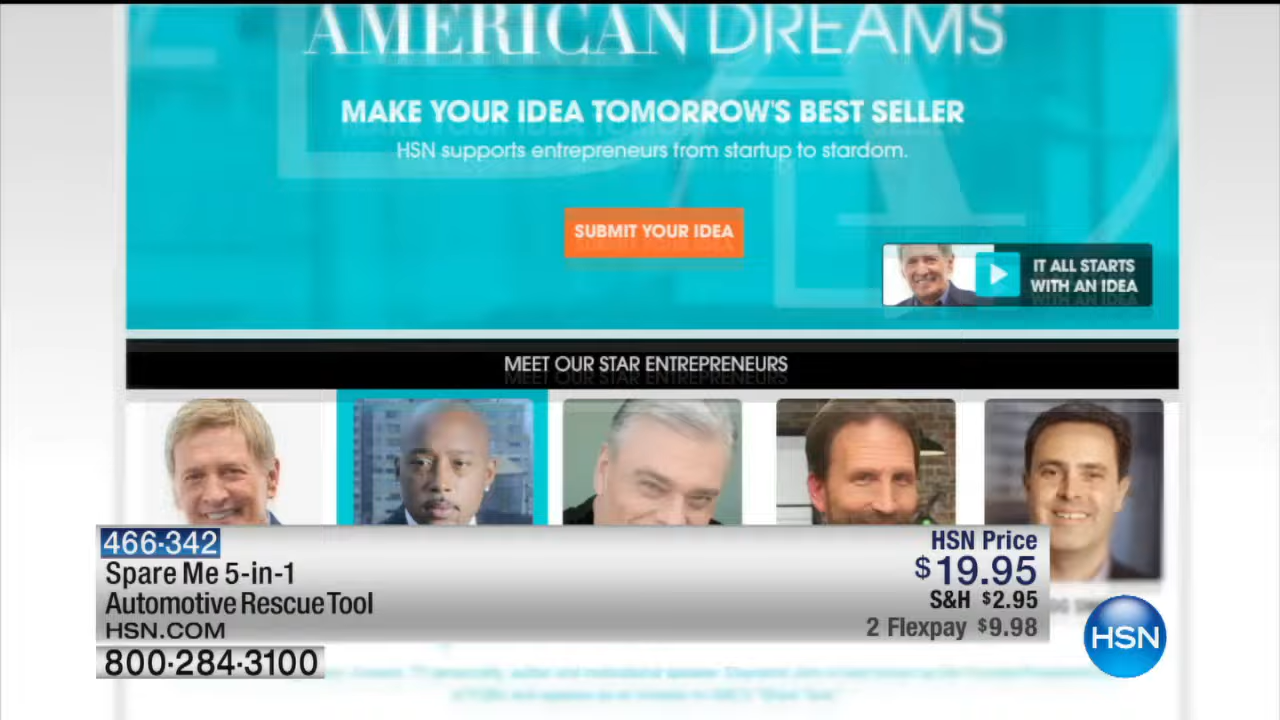 AMERICAN DREAMS
MAKE YOUR IDEA TOMORROW'S BEST SELLER
HSN supports entrepreneurs from startup to stardom.
SUBMIT YOUR IDEA
IT ALL STARTS
WITH AN IDEA
MEET OUR STAR ENTREPRENEURS
466-342
Spare Me 5-in-1
Automotive Rescue Tool
HSN.COM
800-284-3100
HSN Price
$19.95
S&H $2.95
2 Flexpay $9.98
HSN